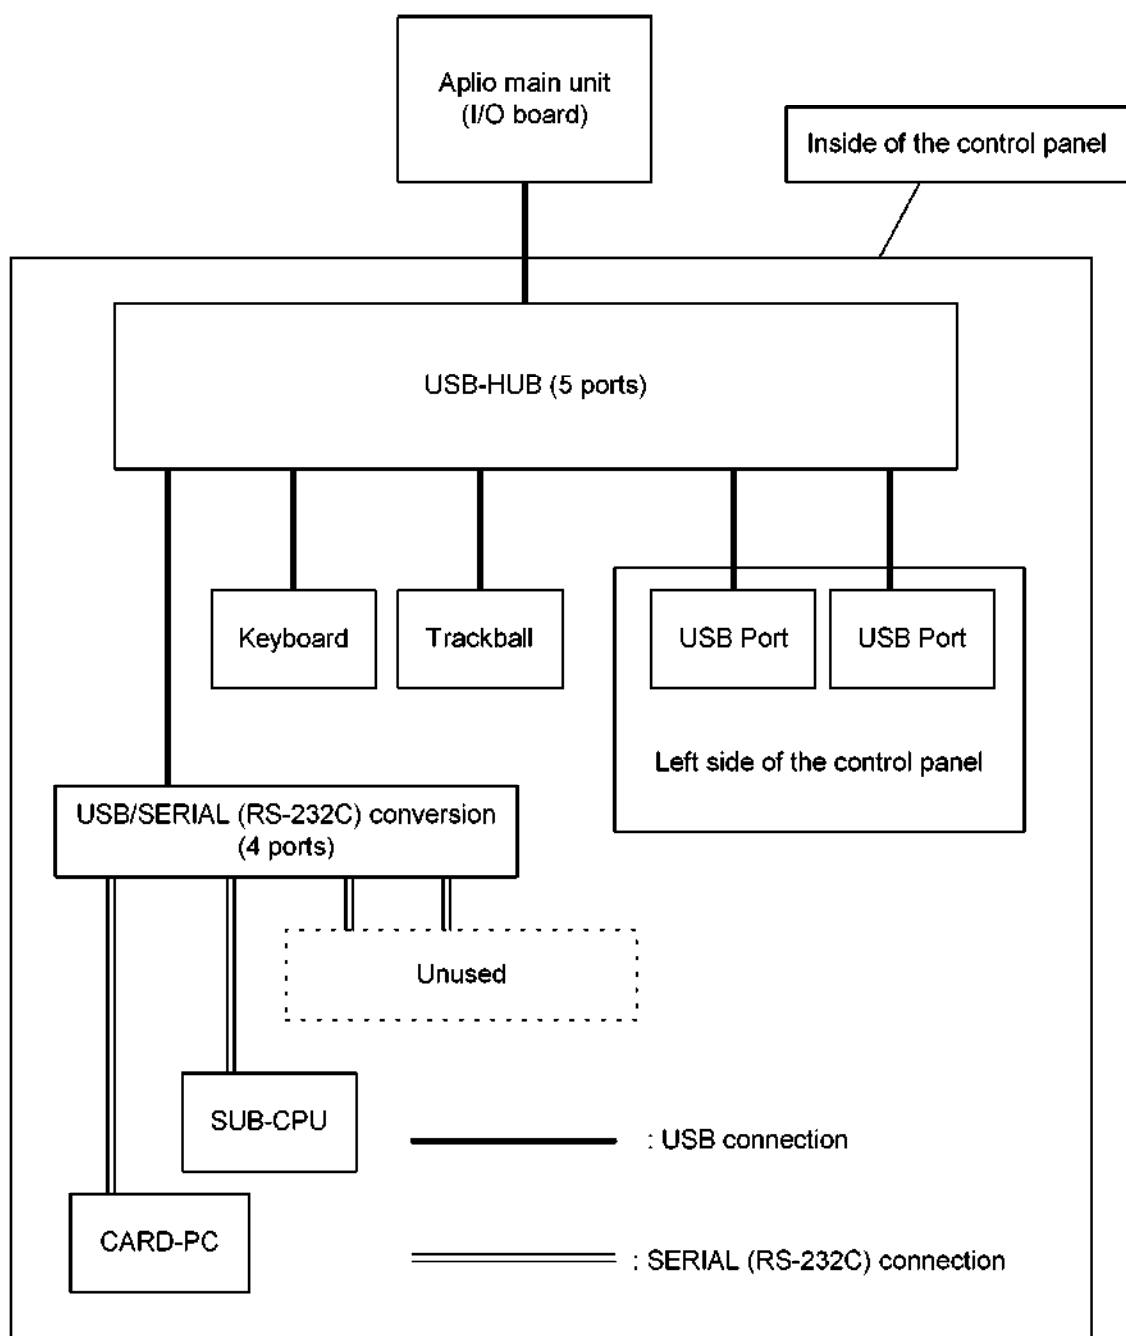 Aplio main unit
(I/O board)
Inside of the control panel
USB-HUB (5 ports)
Keyboard
Trackball
USB Port
USB Port
Left side of the control panel
USB/SERIAL (RS-232C) conversion
(4 ports)
Unused
SUB-CPU
: USB connection
CARD-PC
: SERIAL (RS-232C) connection